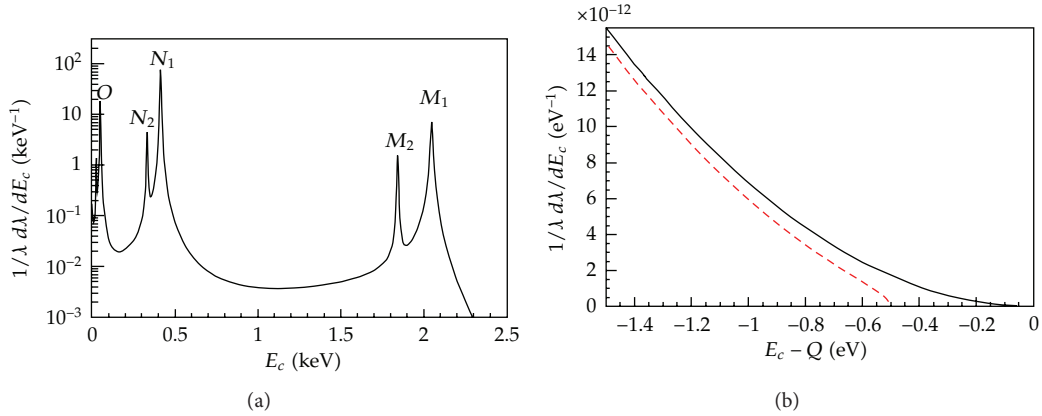 10²
10
1
10⁻¹
10⁻²
10⁻³
1/λ dλ/dE_c (keV⁻¹)
O
N₂
N₁
M₂
M₁
0
0.5
1
1.5
2
2.5
E_c (keV)
(a)
×10⁻¹²
14
12
10
8
6
4
2
0
1/λ dλ/dE_c (eV⁻¹)
−1.4
−1.2
−1
−0.8
−0.6
−0.4
−0.2
0
E_c − Q (eV)
(b)